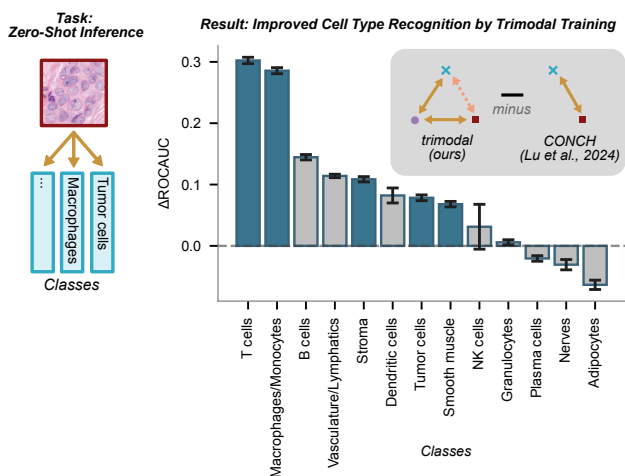 Task:
Zero-Shot Inference
...
Macrophages
Tumor cells
Classes
Result: Improved Cell Type Recognition by Trimodal Training
ΔROCAUC
0.3
0.2
0.1
0.0
trimodal
(ours)
minus
CONCH
(Lu et al., 2024)
T cells
Macrophages/Monocytes
B cells
Vasculature/Lymphatics
Stroma
Dendritic cells
Tumor cells
Smooth muscle
NK cells
Granulocytes
Plasma cells
Nerves
Adipocytes
Classes